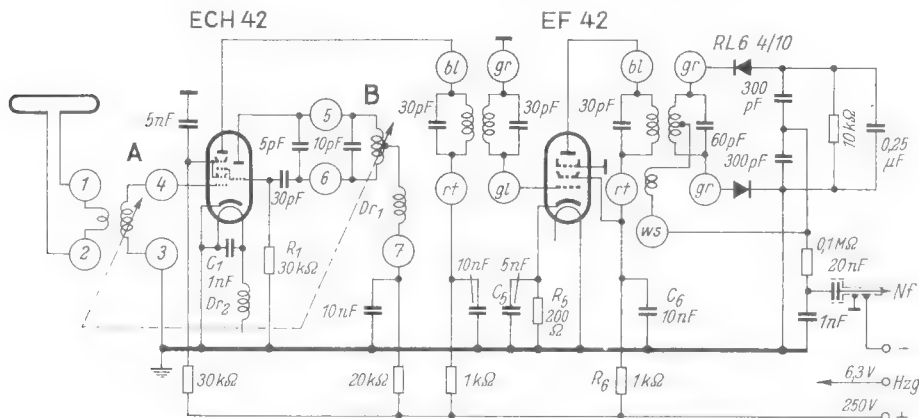 ECH 42
EF 42
RL6 4/10
A
B
5nF
5pF
10pF
30pF
1
2
3
4
5
6
7
C1
1nF
Dr2
R1
30kΩ
Dr1
10nF
bl
gr
30pF
30pF
rt
gl
10nF
5nF
C5
R5
200
Ω
bl
gr
30pF
60pF
rt
gr
ws
C6
10nF
300
pF
300pF
10kΩ
0,25
µF
0,1MΩ
20nF
Nf
1nF
−
6,3V
Hzg
250V
+
30kΩ
20kΩ
1kΩ
R6
1kΩ